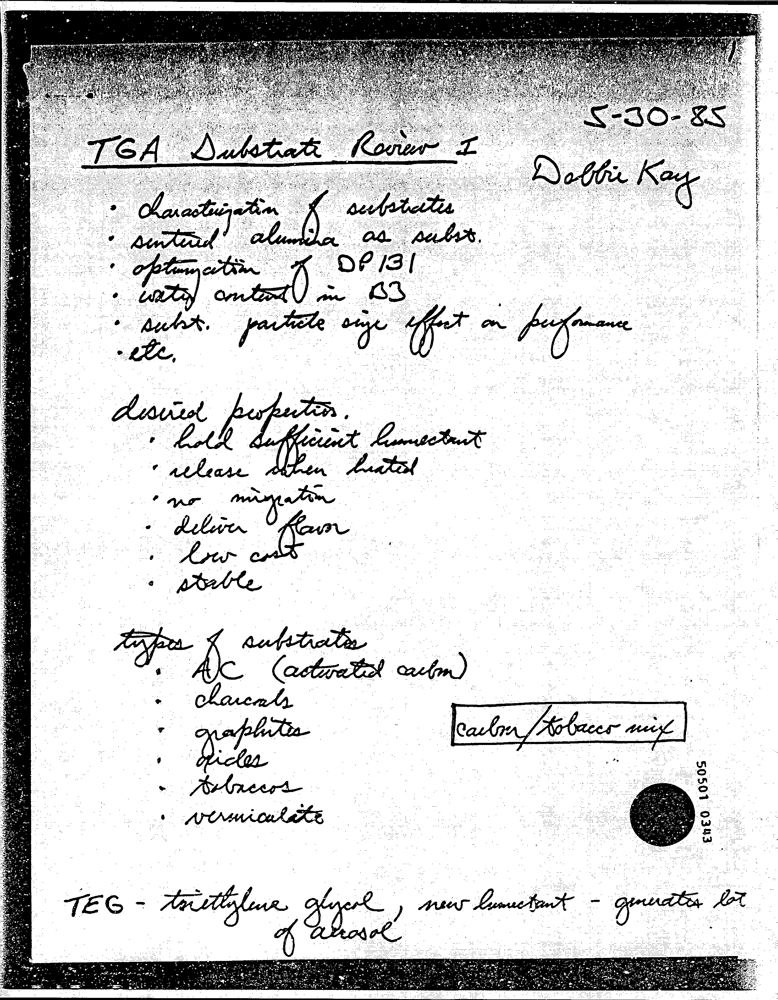 1
5-30-85
TGA Substrate Review I
Debbie Kay
· characterization of substrates
· sintered alumina as subst.
· optimization of DP 131
· water content in B3
· subst. particle size effect on performance
· etc.
desired properties.
· hold sufficient humectant
· release when heated
· no migration
· deliver flavor
· low cost
· stable
types of substrates
· A/C (activated carbon)
· charcoals
· graphites
carbon/tobacco mix
· oxides
· tobaccos
· vermiculite
50501 0343
TEG - triethylene glycol, new humectant - generates lot
of aerosol